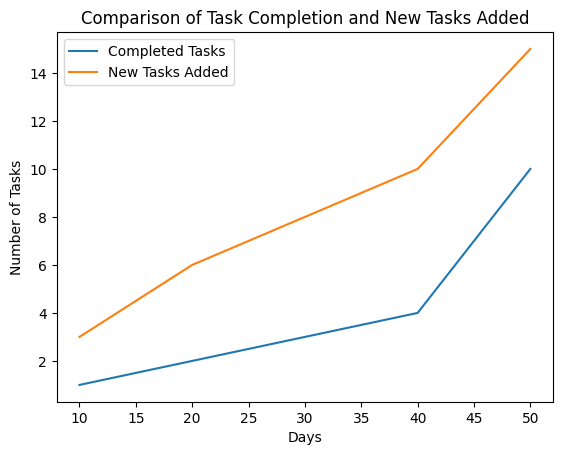 Comparison of Task Completion and New Tasks Added
Completed Tasks
New Tasks Added
Number of Tasks
14
12
10
8
6
4
2
10 15 20 25 30 35 40 45 50
Days